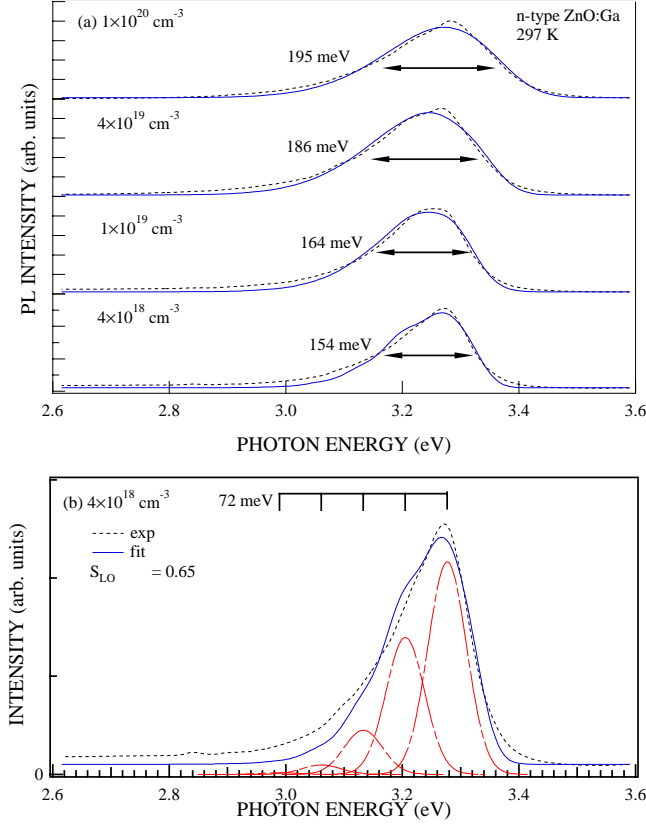 (a) 1×10^20 cm^-3
n-type ZnO:Ga
297 K
195 meV
4×10^19 cm^-3
186 meV
1×10^19 cm^-3
164 meV
4×10^18 cm^-3
154 meV
PL INTENSITY (arb. units)
2.6 2.8 3.0 3.2 3.4 3.6
PHOTON ENERGY (eV)
(b) 4×10^18 cm^-3
72 meV
exp
fit
S_LO = 0.65
INTENSITY (arb. units)
0
2.6 2.8 3.0 3.2 3.4 3.6
PHOTON ENERGY (eV)